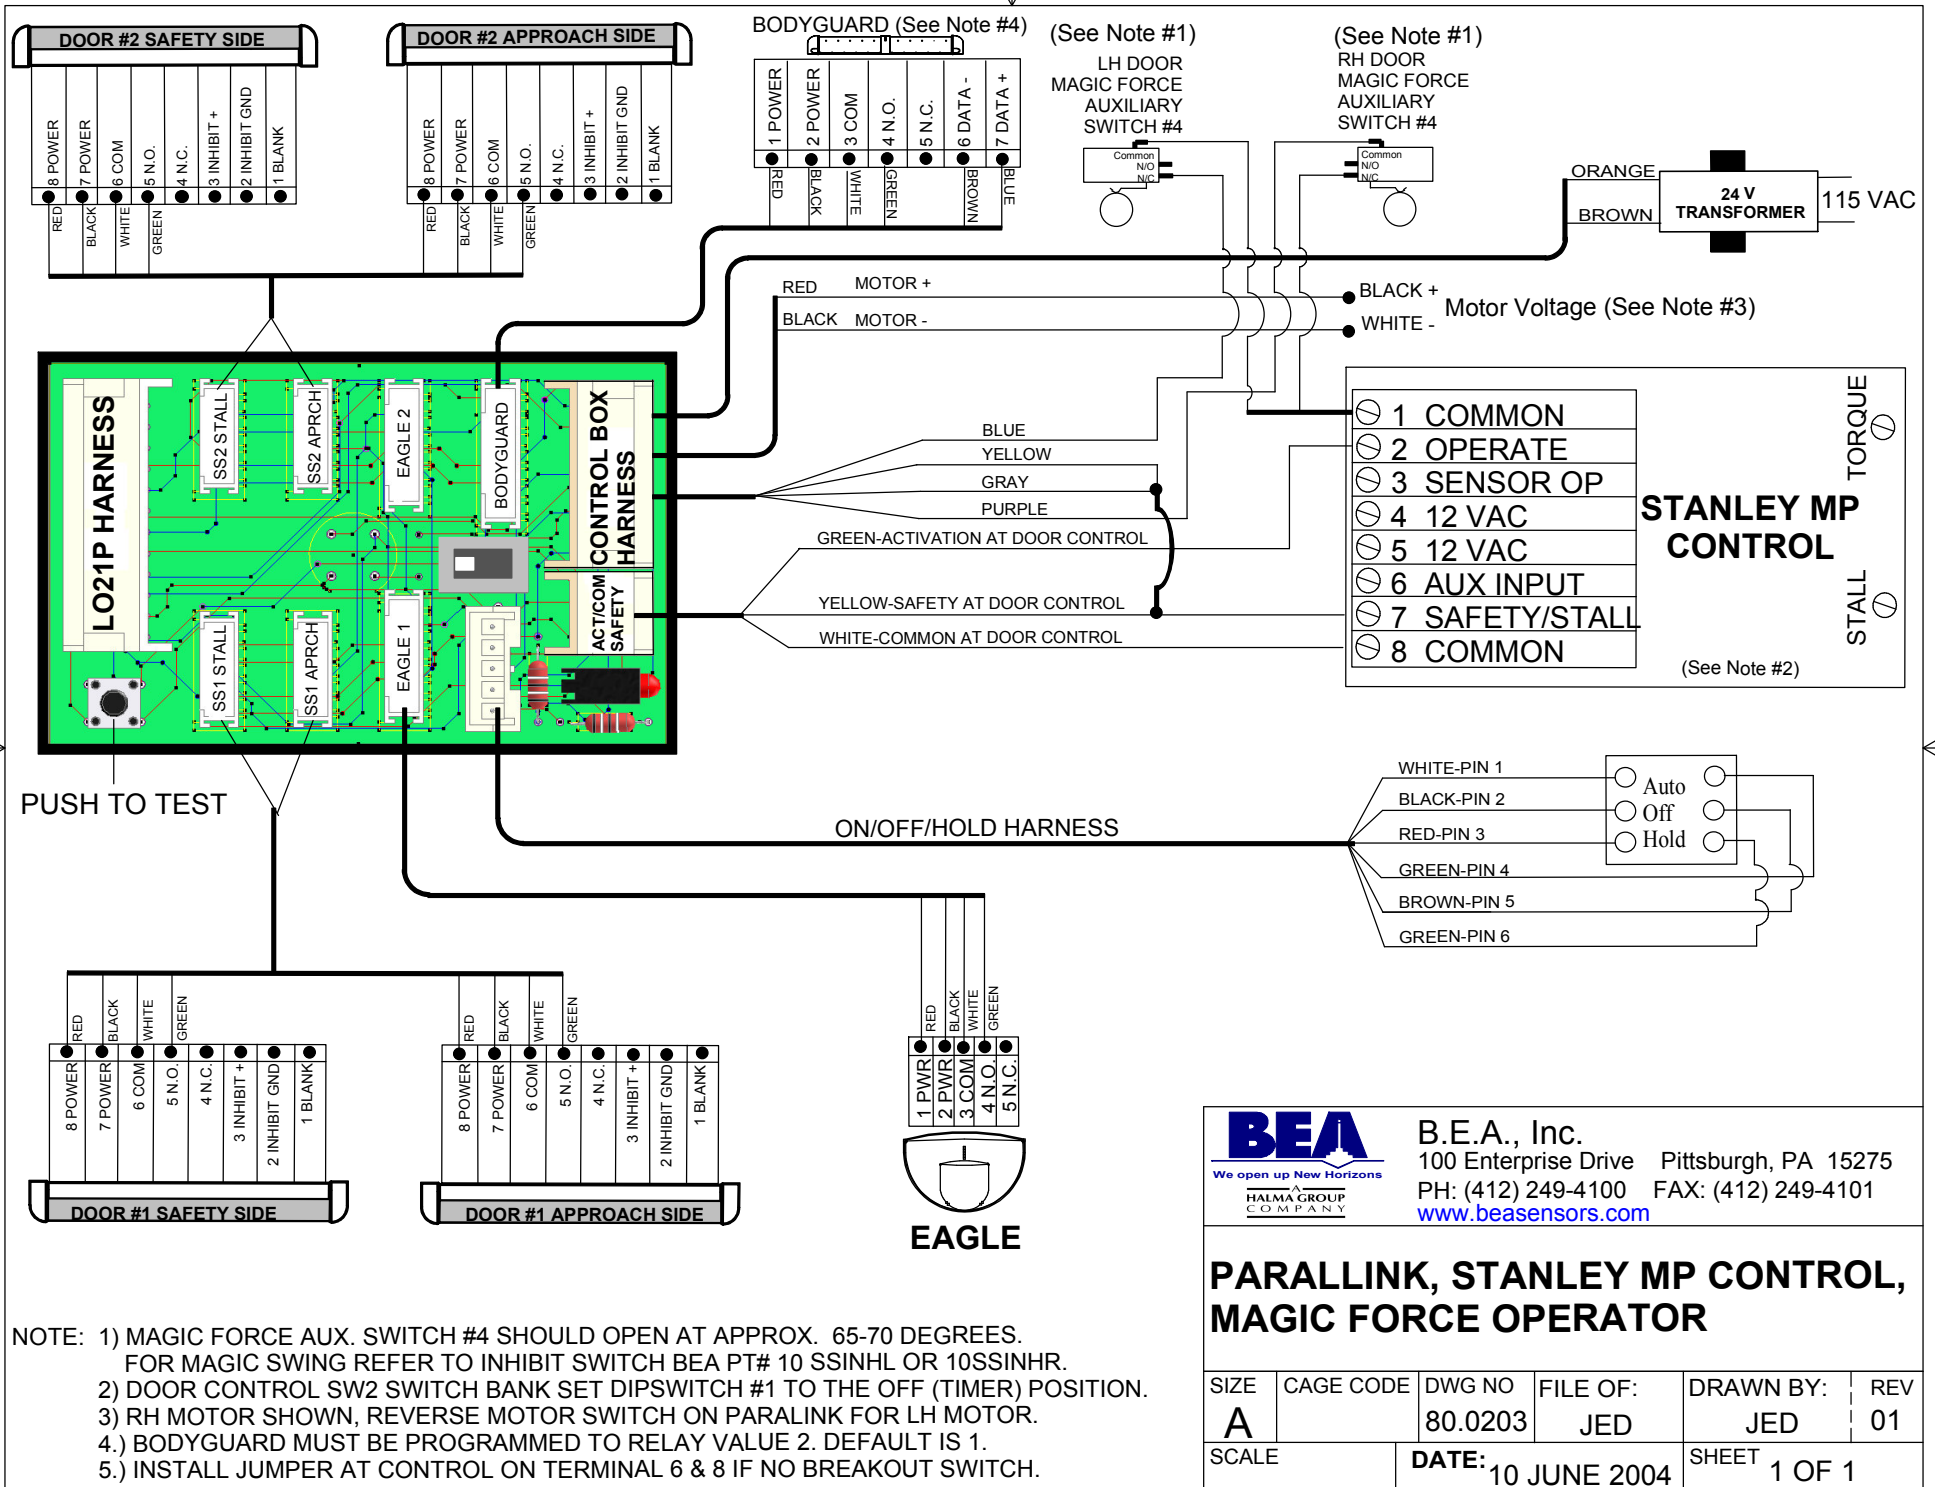 DOOR #2 SAFETY SIDE
8 POWER
7 POWER
6 COM
5 N.O.
4 N.C.
3 INHIBIT +
2 INHIBIT GND
1 BLANK
RED
BLACK
WHITE
GREEN
DOOR #2 APPROACH SIDE
8 POWER
7 POWER
6 COM
5 N.O.
4 N.C.
3 INHIBIT +
2 INHIBIT GND
1 BLANK
RED
BLACK
WHITE
GREEN
BODYGUARD (See Note #4)
1 POWER
2 POWER
3 COM
4 N.O.
5 N.C.
6 DATA -
7 DATA +
RED
BLACK
WHITE
GREEN
BROWN
BLUE
(See Note #1)
LH DOOR
MAGIC FORCE
AUXILIARY
SWITCH #4
Common
N/O
N/C
(See Note #1)
RH DOOR
MAGIC FORCE
AUXILIARY
SWITCH #4
Common
N/O
N/C
ORANGE
BROWN
24 V
TRANSFORMER
115 VAC
RED MOTOR +
BLACK MOTOR -
BLACK +
WHITE -
Motor Voltage (See Note #3)
LO21P HARNESS
SS2 STALL
SS2 APRCH
EAGLE 2
BODYGUARD
CONTROL BOX
HARNESS
ACT/COM
SAFETY
SS1 STALL
SS1 APRCH
EAGLE 1
PUSH TO TEST
BLUE
YELLOW
GRAY
PURPLE
GREEN-ACTIVATION AT DOOR CONTROL
YELLOW-SAFETY AT DOOR CONTROL
WHITE-COMMON AT DOOR CONTROL
1 COMMON
2 OPERATE
3 SENSOR OP
4 12 VAC
5 12 VAC
6 AUX INPUT
7 SAFETY/STALL
8 COMMON
STANLEY MP
CONTROL
TORQUE
STALL
(See Note #2)
ON/OFF/HOLD HARNESS
WHITE-PIN 1
BLACK-PIN 2
RED-PIN 3
GREEN-PIN 4
BROWN-PIN 5
GREEN-PIN 6
Auto
Off
Hold
RED
BLACK
WHITE
GREEN
8 POWER
7 POWER
6 COM
5 N.O.
4 N.C.
3 INHIBIT +
2 INHIBIT GND
1 BLANK
DOOR #1 SAFETY SIDE
RED
BLACK
WHITE
GREEN
8 POWER
7 POWER
6 COM
5 N.O.
4 N.C.
3 INHIBIT +
2 INHIBIT GND
1 BLANK
DOOR #1 APPROACH SIDE
RED
BLACK
WHITE
GREEN
1 PWR
2 PWR
3 COM
4 N.O.
5 N.C.
EAGLE
BEA
We open up New Horizons
A
HALMA GROUP
COMPANY
B.E.A., Inc.
100 Enterprise Drive Pittsburgh, PA 15275
PH: (412) 249-4100 FAX: (412) 249-4101
www.beasensors.com
PARALLINK, STANLEY MP CONTROL,
MAGIC FORCE OPERATOR
SIZE
A
CAGE CODE
DWG NO
80.0203
FILE OF:
JED
DRAWN BY:
JED
REV
01
SCALE
DATE: 10 JUNE 2004
SHEET 1 OF 1
NOTE: 1) MAGIC FORCE AUX. SWITCH #4 SHOULD OPEN AT APPROX. 65-70 DEGREES.
FOR MAGIC SWING REFER TO INHIBIT SWITCH BEA PT# 10 SSINHL OR 10SSINHR.
2) DOOR CONTROL SW2 SWITCH BANK SET DIPSWITCH #1 TO THE OFF (TIMER) POSITION.
3) RH MOTOR SHOWN, REVERSE MOTOR SWITCH ON PARALINK FOR LH MOTOR.
4.) BODYGUARD MUST BE PROGRAMMED TO RELAY VALUE 2. DEFAULT IS 1.
5.) INSTALL JUMPER AT CONTROL ON TERMINAL 6 & 8 IF NO BREAKOUT SWITCH.